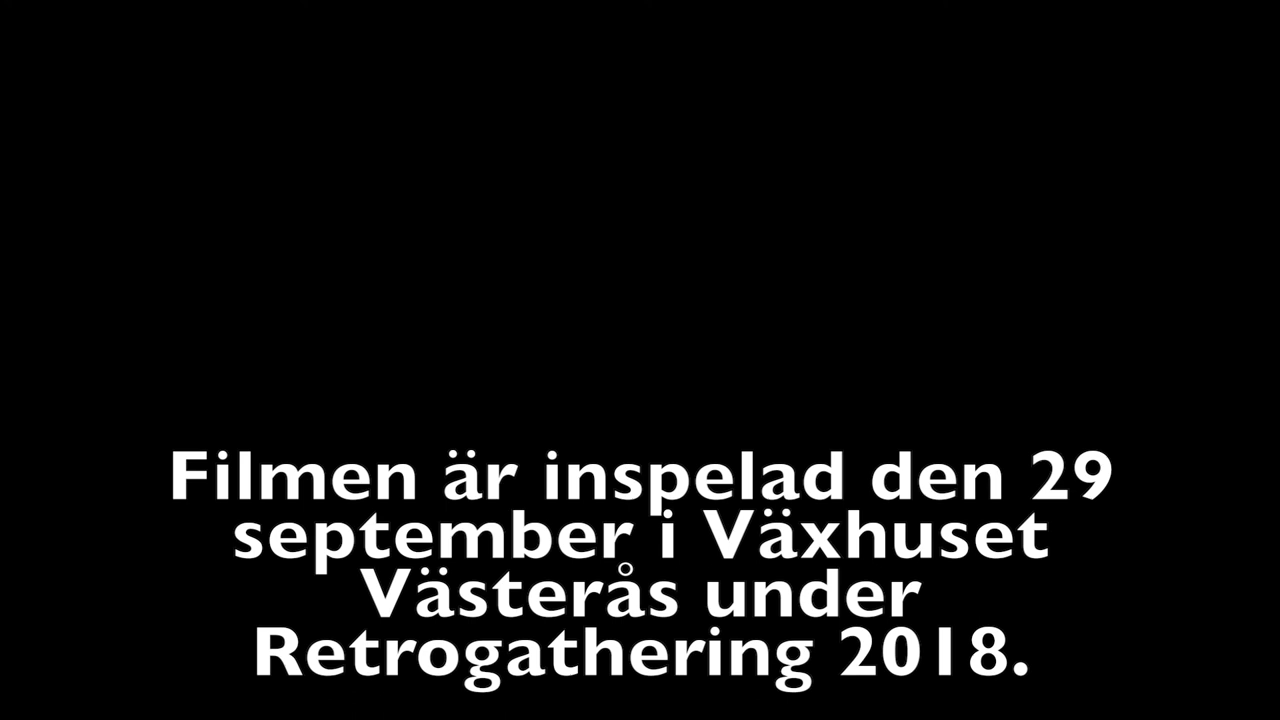 Filmen är inspelad den 29
september i Växhuset
Västerås under
Retrogathering 2018.